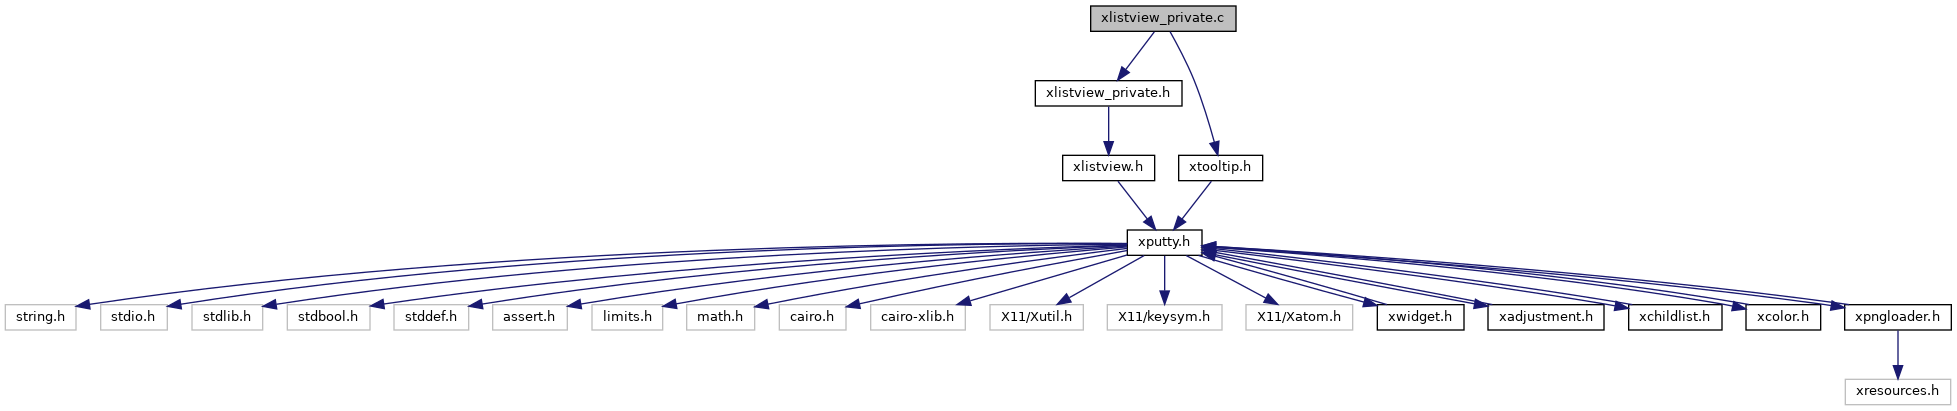 xlistview_private.c
xlistview_private.h
xlistview.h
xtooltip.h
xputty.h
string.h
stdio.h
stdlib.h
stdbool.h
stddef.h
assert.h
limits.h
math.h
cairo.h
cairo-xlib.h
X11/Xutil.h
X11/keysym.h
X11/Xatom.h
xwidget.h
xadjustment.h
xchildlist.h
xcolor.h
xpngloader.h
xresources.h